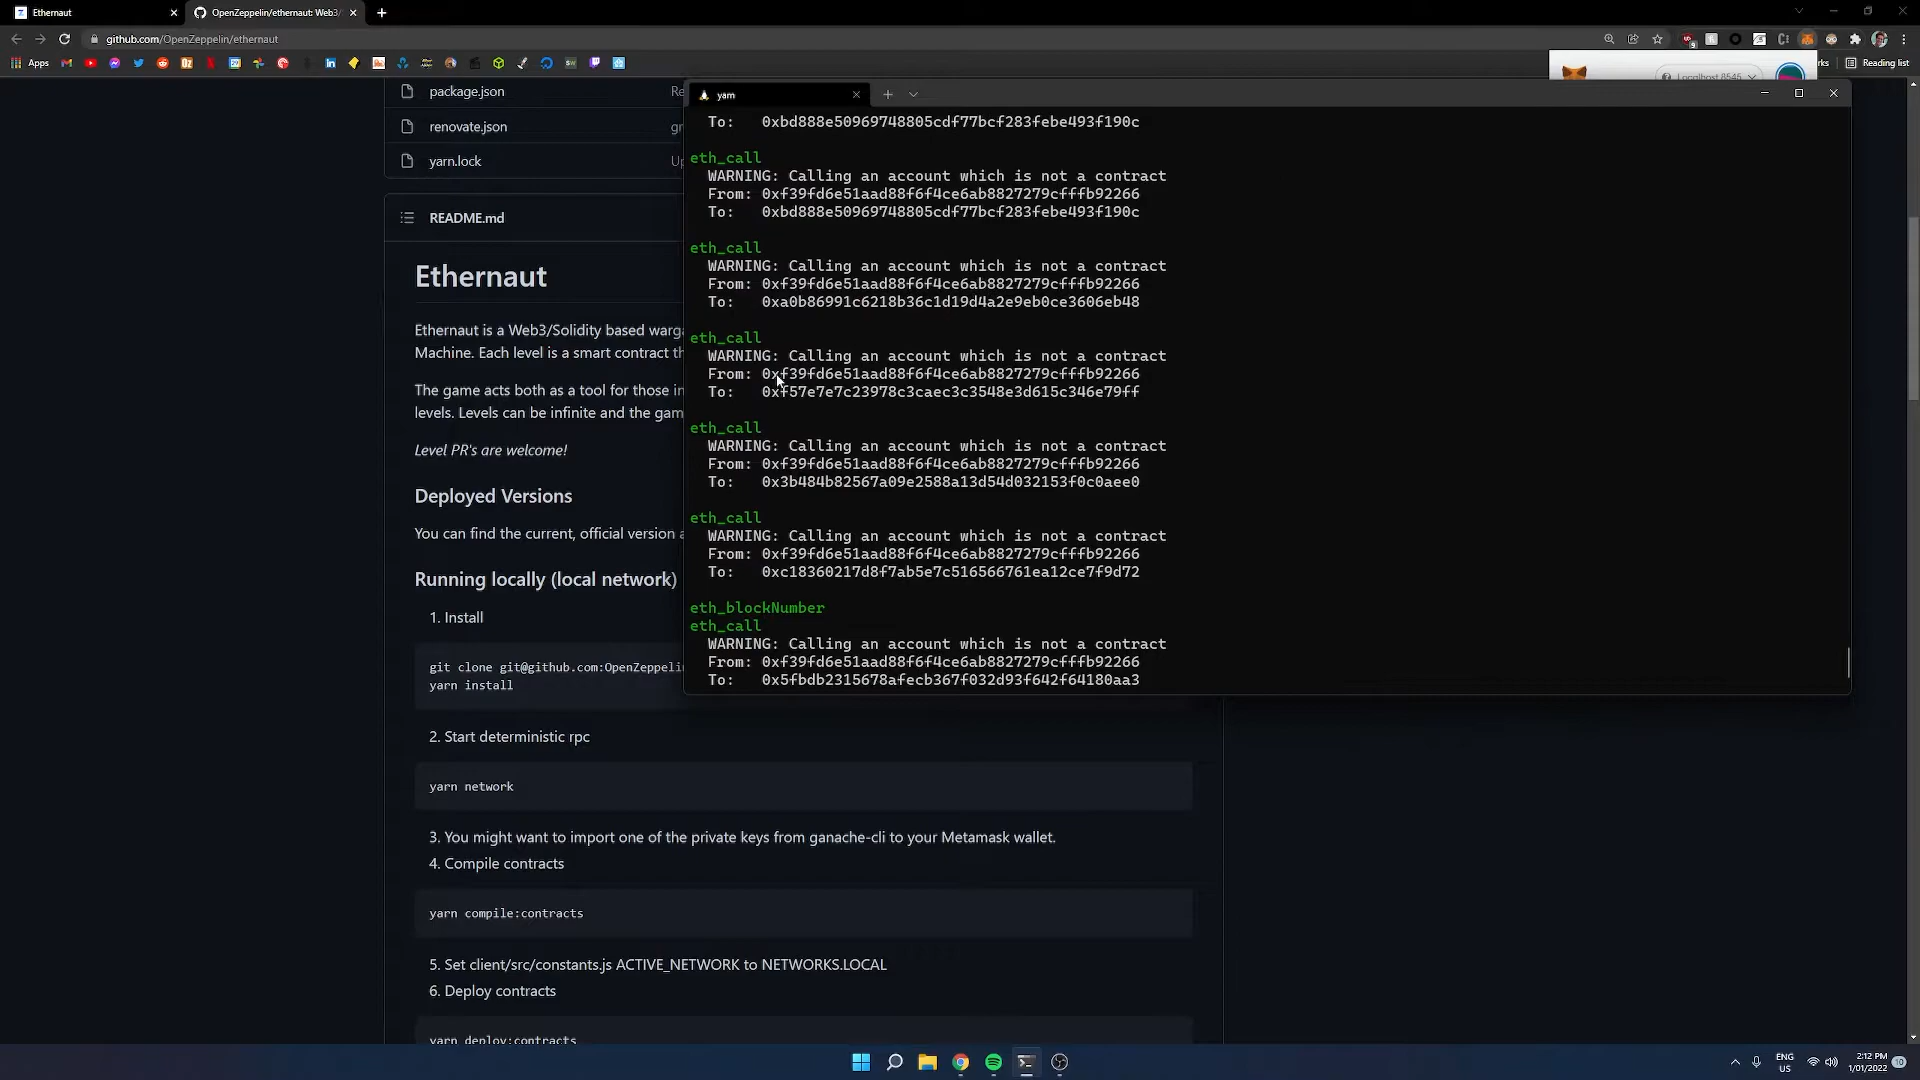 Ethernaut
OpenZeppelin/ethernaut: Web3/
github.com/OpenZeppelin/ethernaut
Apps
Reading list
Localhost 8545
package.json
Re
renovate.json
gr
yarn.lock
Up
README.md
Ethernaut
Ethernaut is a Web3/Solidity based warga
Machine. Each level is a smart contract th
The game acts both as a tool for those in
levels. Levels can be infinite and the gam
Level PR's are welcome!
Deployed Versions
You can find the current, official version a
Running locally (local network)
1. Install
git clone git@github.com:OpenZeppelin
yarn install
2. Start deterministic rpc
yarn network
3. You might want to import one of the private keys from ganache-cli to your Metamask wallet.
4. Compile contracts
yarn compile:contracts
5. Set client/src/constants.js ACTIVE_NETWORK to NETWORKS.LOCAL
6. Deploy contracts
yarn deploy:contracts
yarn
To: 0xbd888e50969748805cdf77bcf283febe493f190c
eth_call
WARNING: Calling an account which is not a contract
From: 0xf39fd6e51aad88f6f4ce6ab8827279cfffb92266
To: 0xbd888e50969748805cdf77bcf283febe493f190c
eth_call
WARNING: Calling an account which is not a contract
From: 0xf39fd6e51aad88f6f4ce6ab8827279cfffb92266
To: 0xa0b86991c6218b36c1d19d4a2e9eb0ce3606eb48
eth_call
WARNING: Calling an account which is not a contract
From: 0xf39fd6e51aad88f6f4ce6ab8827279cfffb92266
To: 0xf57e7e7c23978c3caec3c3548e3d615c346e79ff
eth_call
WARNING: Calling an account which is not a contract
From: 0xf39fd6e51aad88f6f4ce6ab8827279cfffb92266
To: 0x3b484b82567a09e2588a13d54d032153f0c0aee0
eth_call
WARNING: Calling an account which is not a contract
From: 0xf39fd6e51aad88f6f4ce6ab8827279cfffb92266
To: 0xc18360217d8f7ab5e7c516566761ea12ce7f9d72
eth_blockNumber
eth_call
WARNING: Calling an account which is not a contract
From: 0xf39fd6e51aad88f6f4ce6ab8827279cfffb92266
To: 0x5fbdb2315678afecb367f032d93f642f64180aa3
ENG
US
2:12 PM
1/01/2022